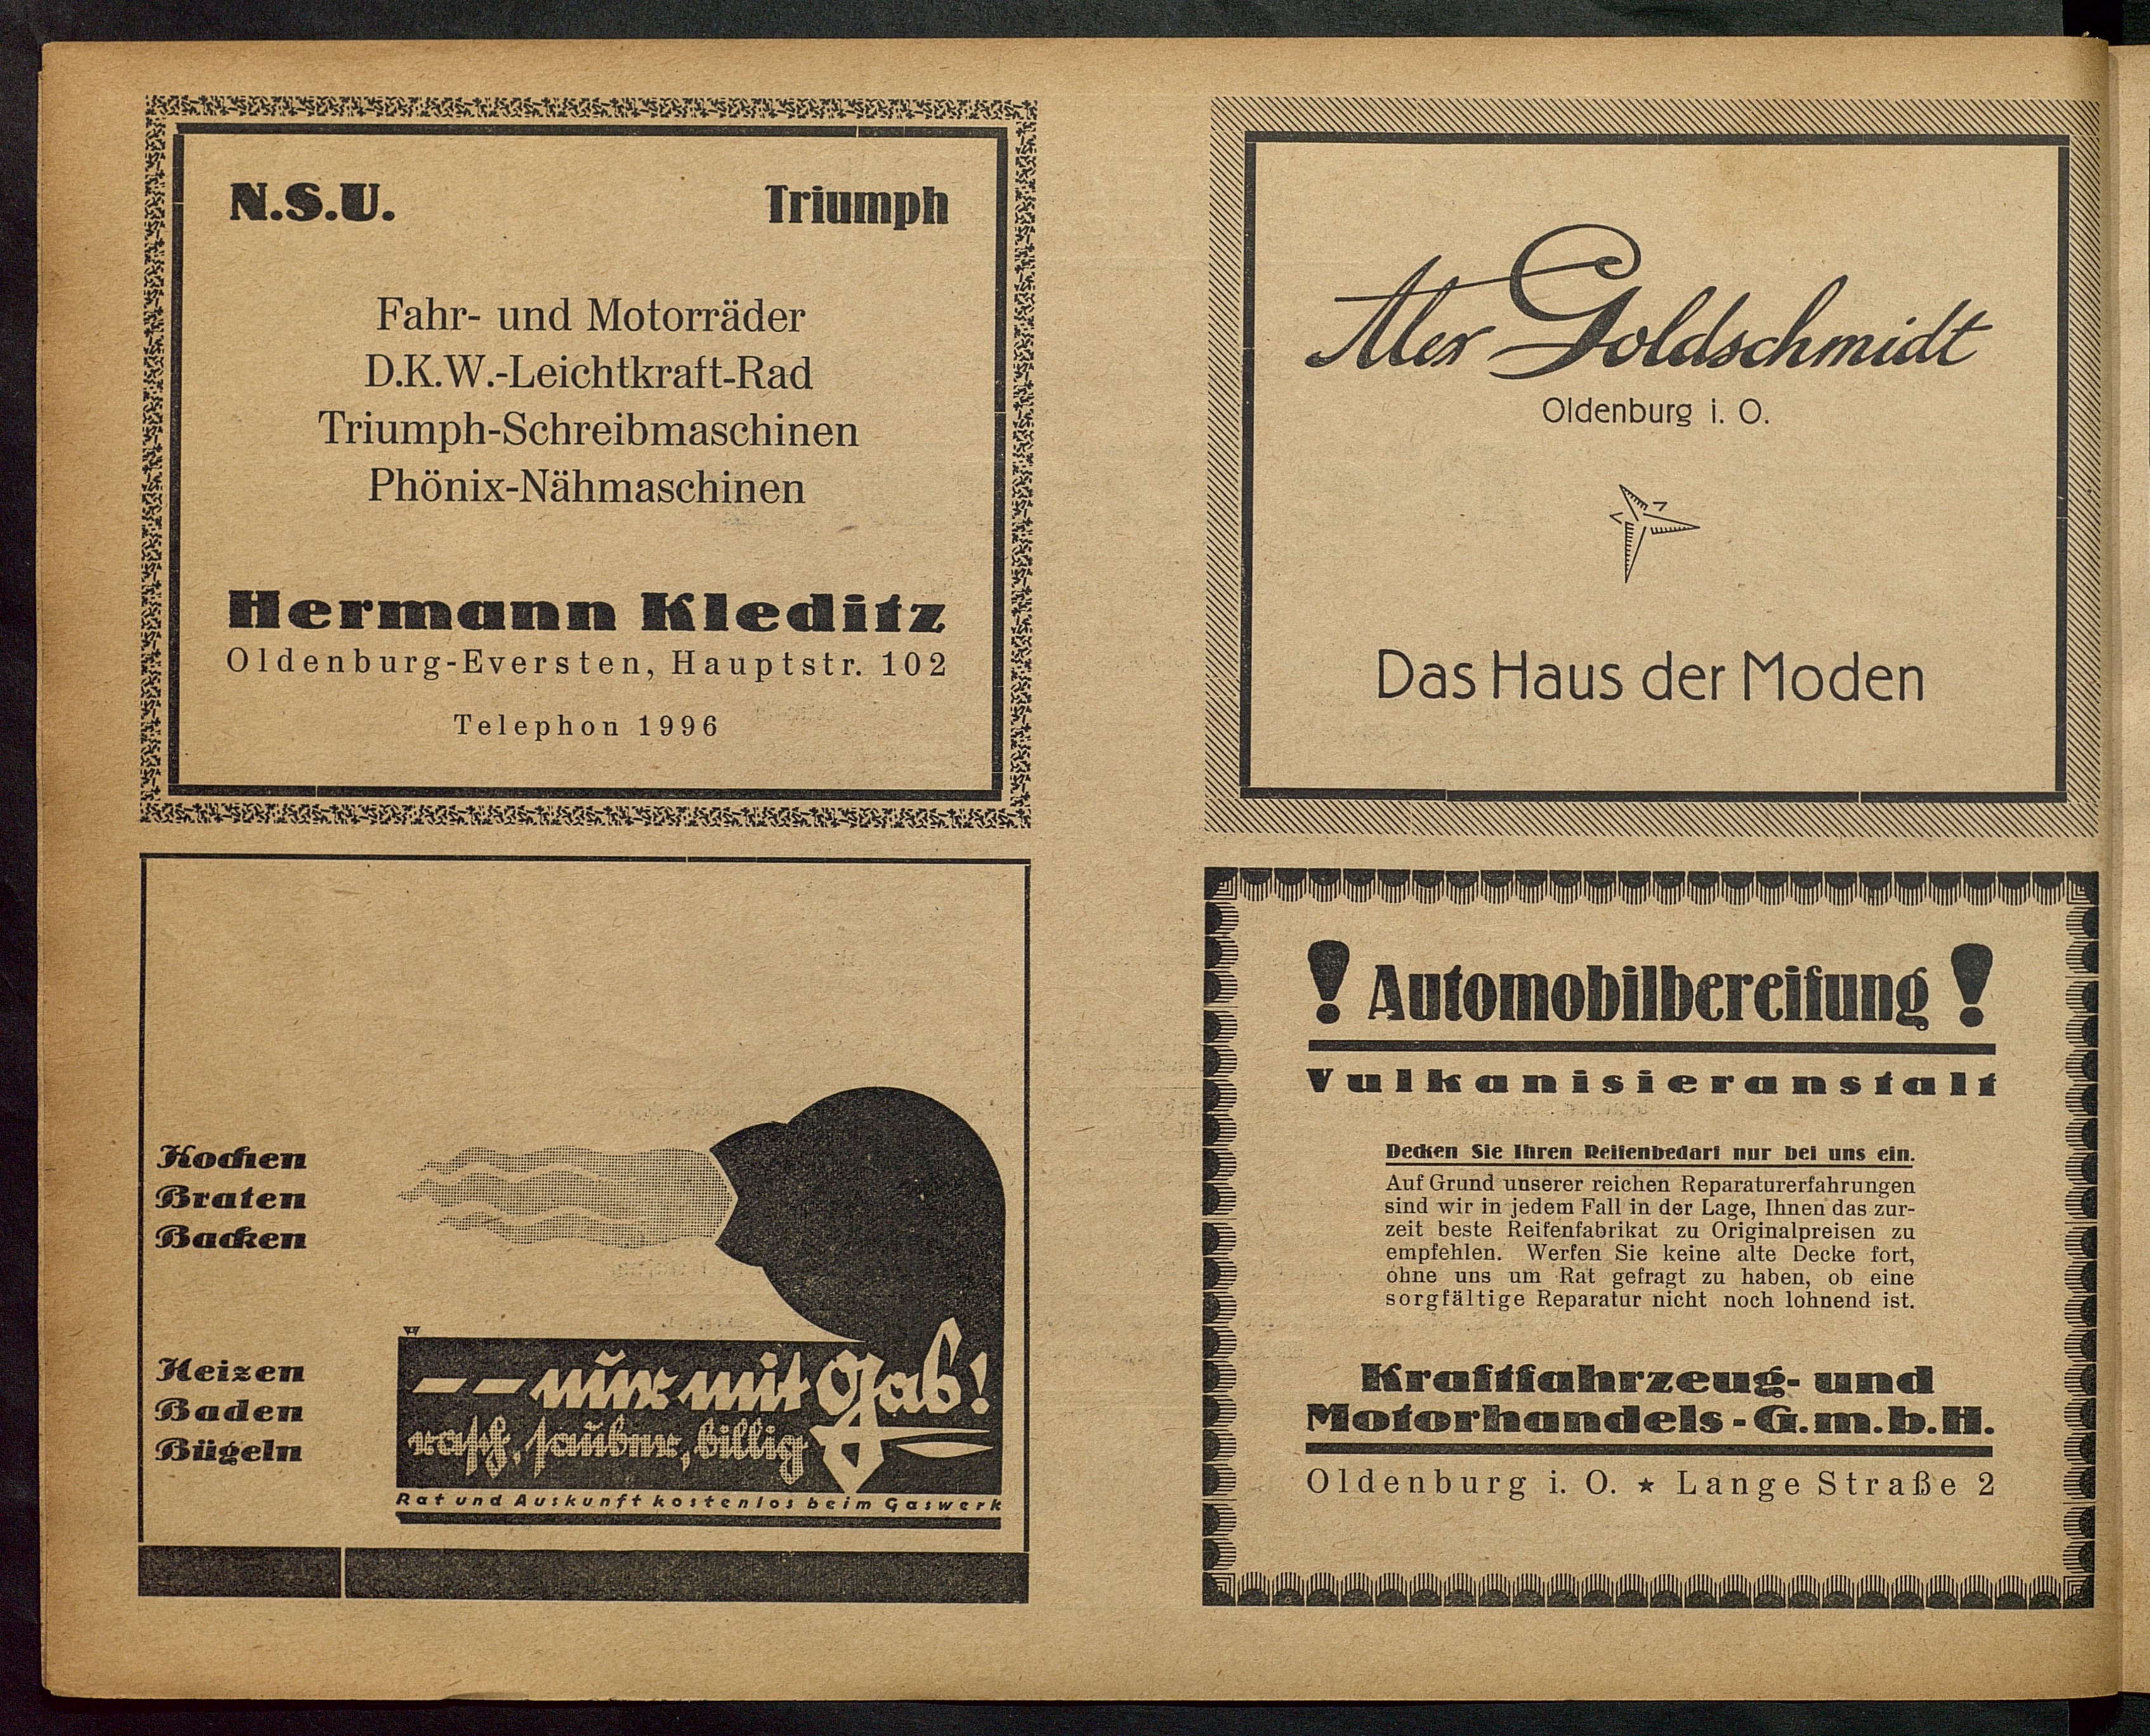 N.S.U. Triumph
Fahr- und Motorräder
D.K.W.-Leichtkraft-Rad
Triumph-Schreibmaschinen
Phönix-Nähmaschinen
Hermann Kleditz
Oldenburg-Eversten, Hauptstr. 102
Telephon 1996
Alex Goldschmidt
Oldenburg i. O.
Das Haus der Moden
Kochen
Braten
Backen
Heizen
Baden
Bügeln
-- nur mit Gas!
rasch, sauber, billig
Rat und Auskunft kostenlos beim Gaswerk
! Automobilbereifung !
Vulkanisieranstalt
Decken Sie Ihren Reifenbedarf nur bei uns ein.
Auf Grund unserer reichen Reparaturerfahrungen
sind wir in jedem Fall in der Lage, Ihnen das zur-
zeit beste Reifenfabrikat zu Originalpreisen zu
empfehlen. Werfen Sie keine alte Decke fort,
ohne uns um Rat gefragt zu haben, ob eine
sorgfältige Reparatur nicht noch lohnend ist.
Kraftfahrzeug- und
Motorhandels-G.m.b.H.
Oldenburg i. O. ★ Lange Straße 2